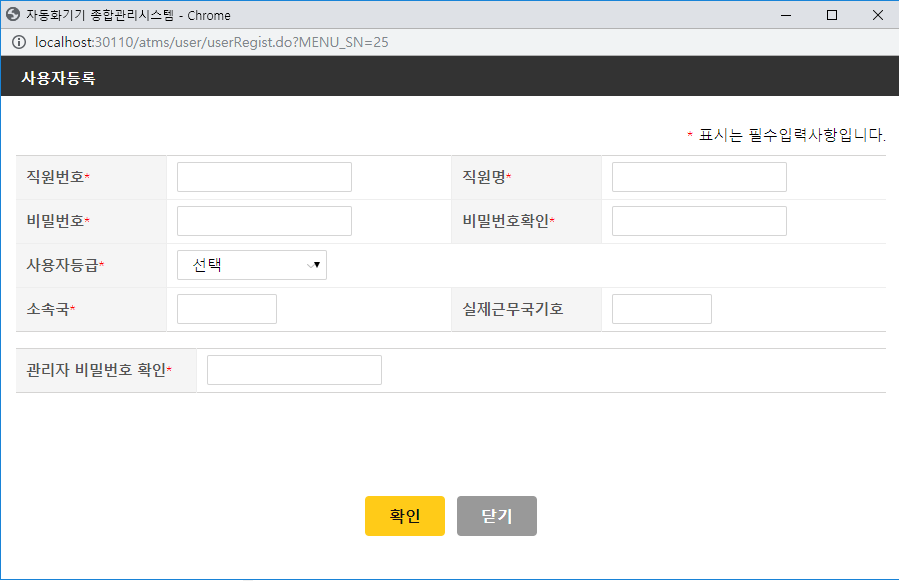 자동화기기 종합관리시스템 - Chrome
localhost:30110/atms/user/userRegist.do?MENU_SN=25
사용자등록
* 표시는 필수입력사항입니다.
직원번호* 직원명*
비밀번호* 비밀번호확인*
사용자등급* 선택
소속국* 실제근무국기호
관리자 비밀번호 확인*
확인 닫기